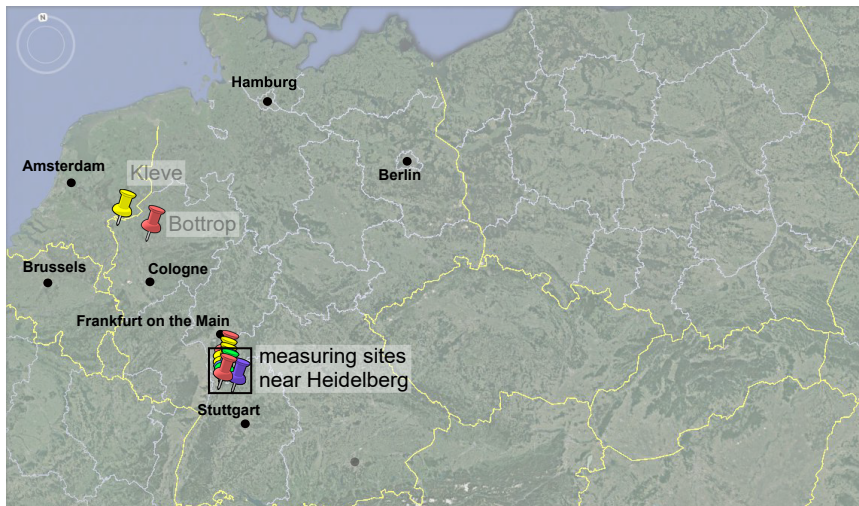 N
Hamburg
Amsterdam
Kleve
Berlin
Bottrop
Brussels
Cologne
Frankfurt on the Main
measuring sites
near Heidelberg
Stuttgart